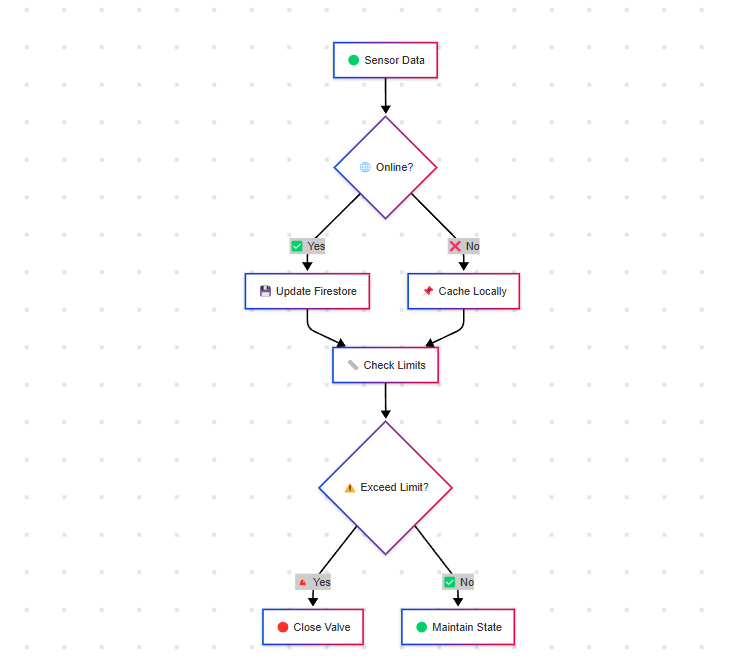 Sensor Data
Online?
Yes
No
Update Firestore
Cache Locally
Check Limits
Exceed Limit?
Yes
No
Close Valve
Maintain State